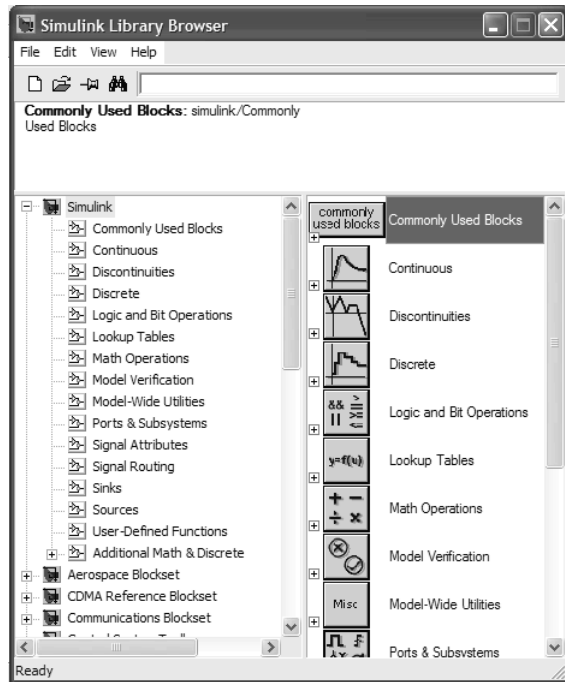 Simulink Library Browser
File Edit View Help
Commonly Used Blocks: simulink/Commonly
Used Blocks
Simulink
Commonly Used Blocks
Continuous
Discontinuities
Discrete
Logic and Bit Operations
Lookup Tables
Math Operations
Model Verification
Model-Wide Utilities
Ports & Subsystems
Signal Attributes
Signal Routing
Sinks
Sources
User-Defined Functions
Additional Math & Discrete
Aerospace Blockset
CDMA Reference Blockset
Communications Blockset
commonly
used blocks
Commonly Used Blocks
Continuous
Discontinuities
Discrete
&& > =
|| >= <=
Logic and Bit Operations
y=f(u)
Lookup Tables
+ −
÷ ×
Math Operations
Model Verification
Misc
Model-Wide Utilities
Ports & Subsystems
Ready